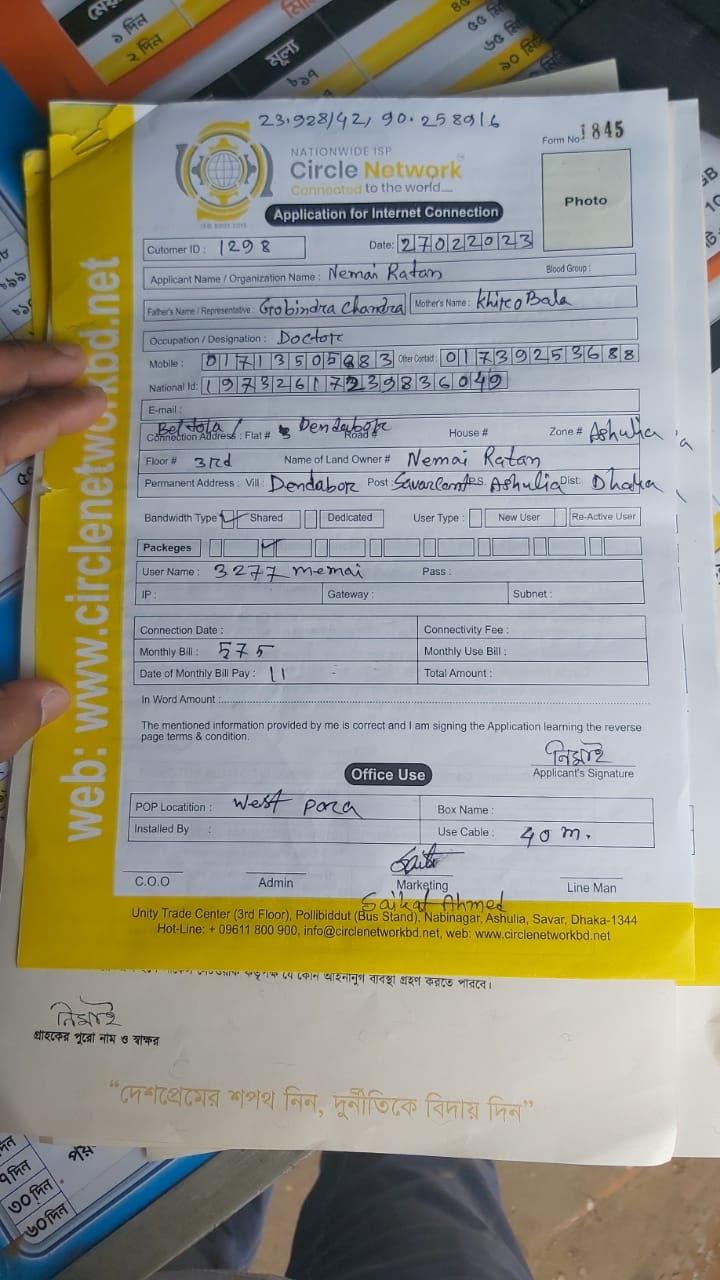 মূল্য
১ দিন
২ দিন
23.928142, 90.258916
Form No 1845
NATIONWIDE ISP
Circle Network
Connected to the world....
Photo
Application for Internet Connection
Cutomer ID : 1298 Date: 27022023
Applicant Name / Organization Name : Nemai Ratan Blood Group :
Father's Name / Representative : Grobindra Chandra Mother's Name : Khiro Bala
Occupation / Designation : Doctor
Mobile : Other Contact : 01739253688
National Id:
E-mail :
Beltola / Dendabor
Connection Address : Flat # Road # House # Zone # Ashulia
Floor # 3rd Name of Land Owner # Nemai Ratan
Permanent Address : Vill : Dendabor Post : Savar Cant P.S. Ashulia Dist: Dhaka
Bandwidth Type Shared Dedicated User Type : New User Re-Active User
Packeges
User Name : 3277 Pass :
IP : Gateway : Subnet :
Connection Date : Connectivity Fee :
Monthly Bill : 575 Monthly Use Bill :
Date of Monthly Bill Pay : 11 Total Amount :
In Word Amount :
The mentioned information provided by me is correct and I am signing the Application learning the reverse
page terms & condition.
নিমাই
Applicant's Signature
Office Use
POP Locatition : West para Box Name :
Installed By : Use Cable : 40 m.
C.O.O Admin Marketing Line Man
Saikat Ahmed
Unity Trade Center (3rd Floor), Pollibiddut (Bus Stand), Nabinagar, Ashulia, Savar, Dhaka-1344
Hot-Line: + 09611 800 900, info@circlenetworkbd.net, web: www.circlenetworkbd.net
web: www.circlenetworkbd.net
কোন আইনানুগ ব্যবস্থা গ্রহণ করতে পারবে।
নিমাই
গ্রাহকের পুরো নাম ও স্বাক্ষর
“দেশপ্রেমের শপথ নিন, দুর্নীতিকে বিদায় দিন”
৭ দিন
৩০ দিন
৬০ দিন